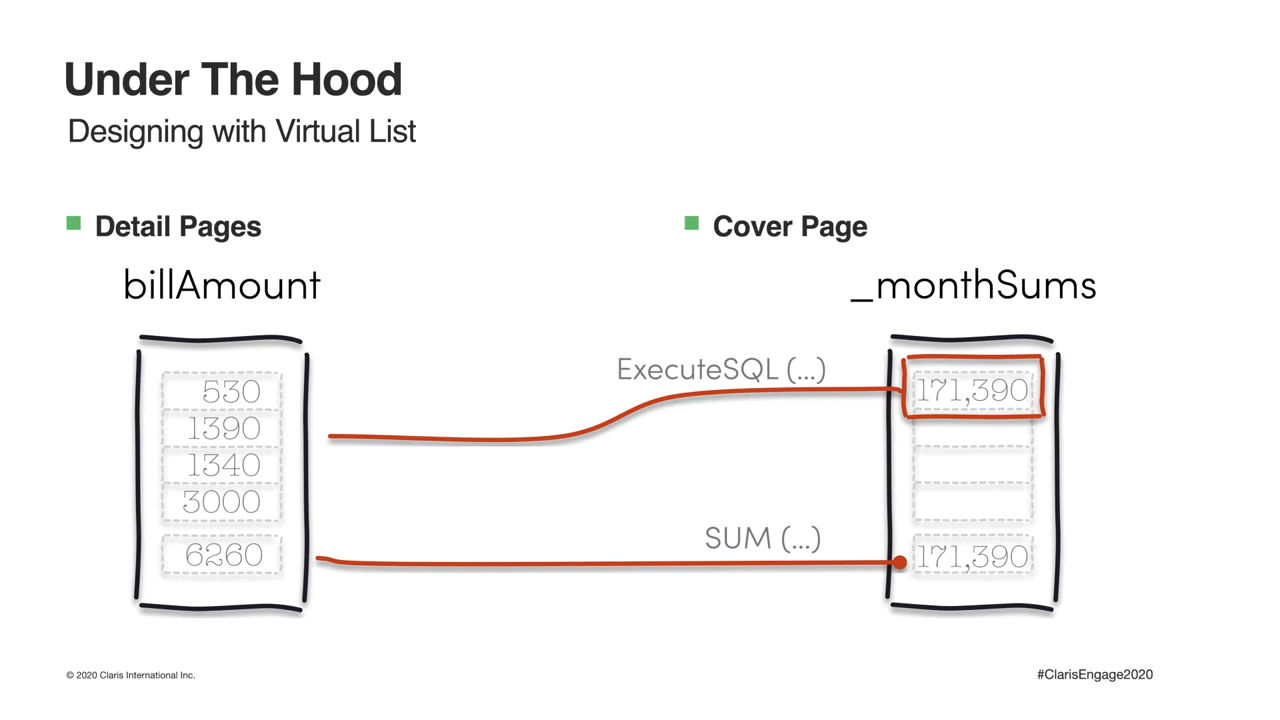 Under The Hood
Designing with Virtual List
Detail Pages
billAmount
530
1390
1340
3000
6260
ExecuteSQL (...)
SUM (...)
Cover Page
_monthSums
171,390
171,390
© 2020 Claris International Inc.
#ClarisEngage2020